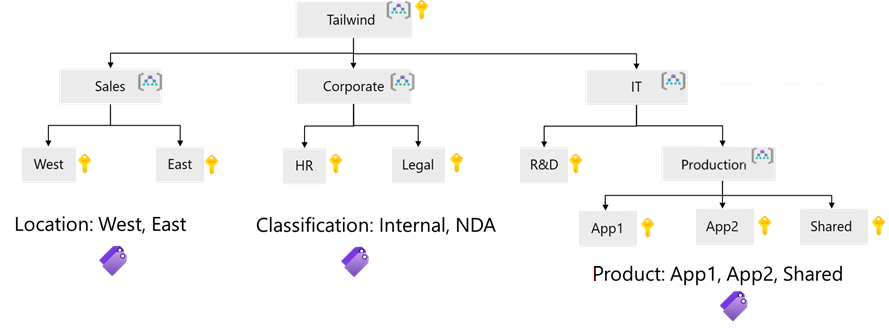 Tailwind
Sales
Corporate
IT
West
East
HR
Legal
R&D
Production
App1
App2
Shared
Location: West, East
Classification: Internal, NDA
Product: App1, App2, Shared